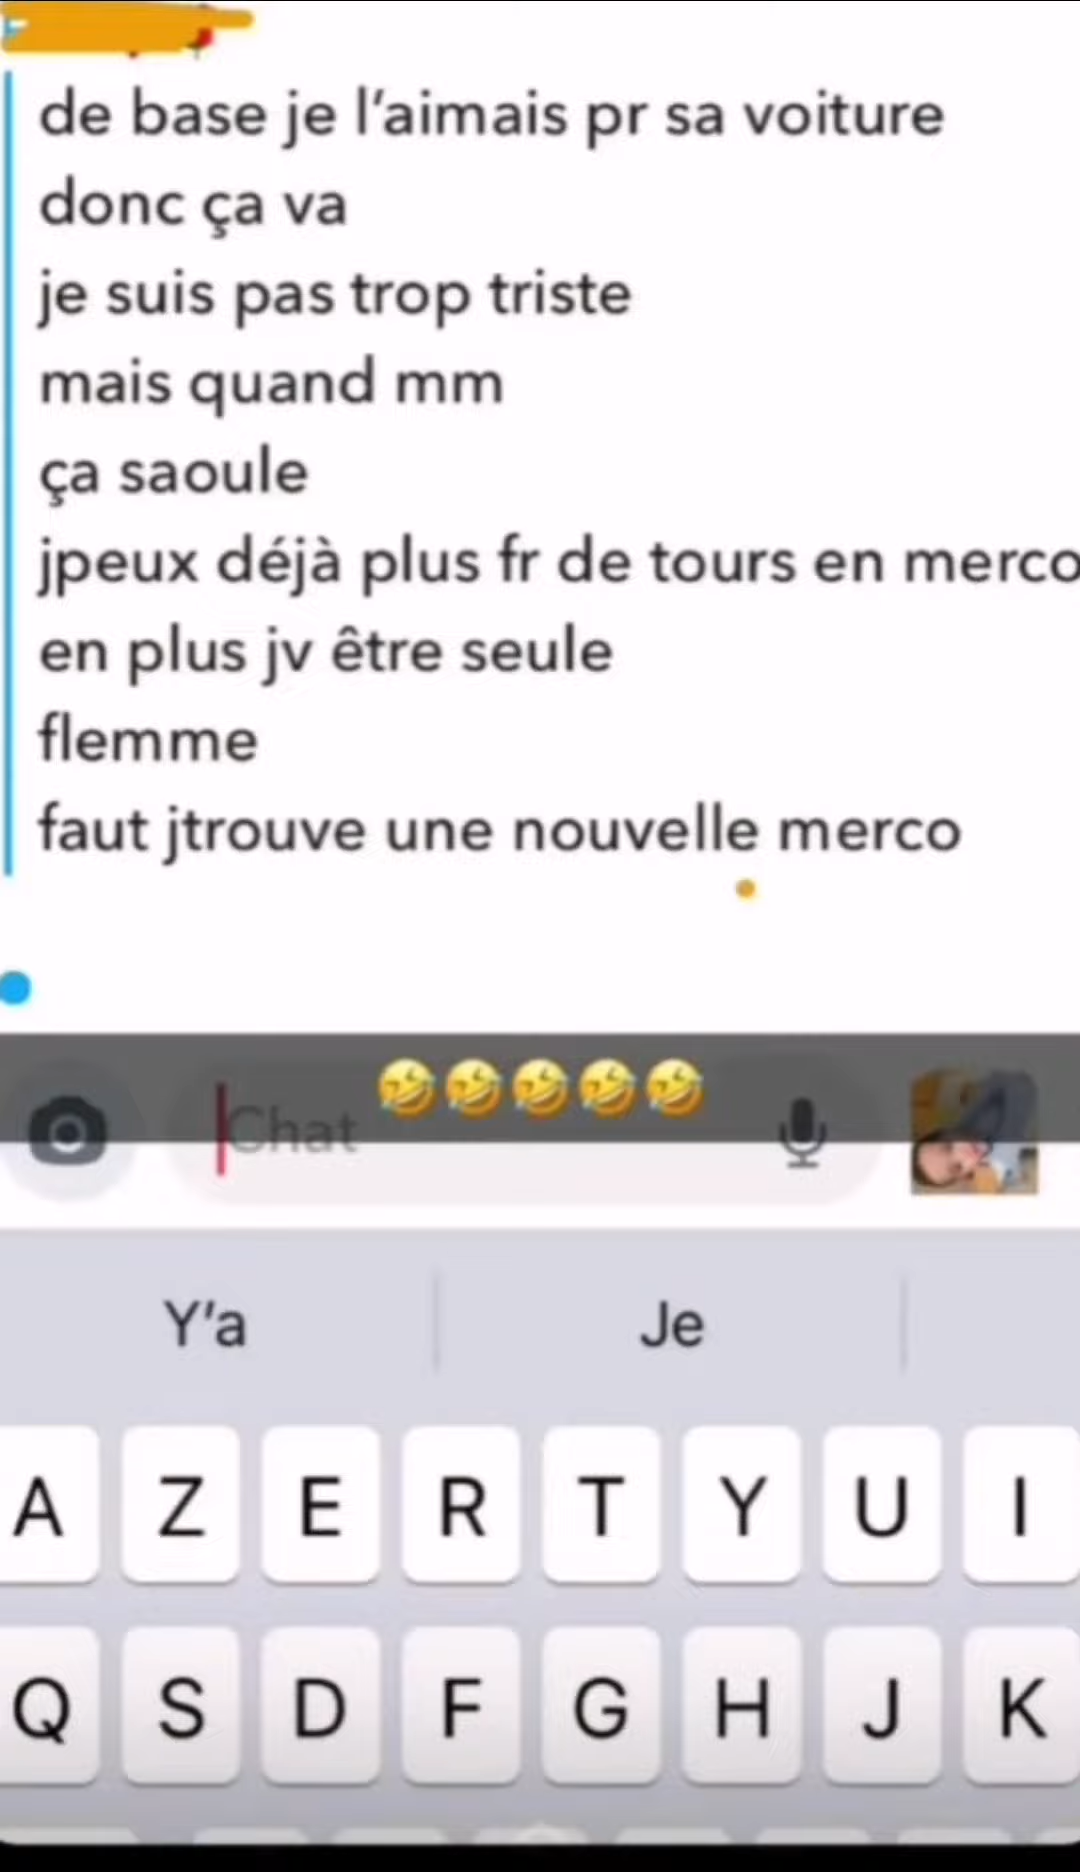 de base je l'aimais pr sa voiture
donc ça va
je suis pas trop triste
mais quand mm
ça saoule
jpeux déjà plus fr de tours en merco
en plus jv être seule
flemme
faut jtrouve une nouvelle merco
🤣🤣🤣🤣🤣
Chat
Y'a Je
A Z E R T Y U I
Q S D F G H J K